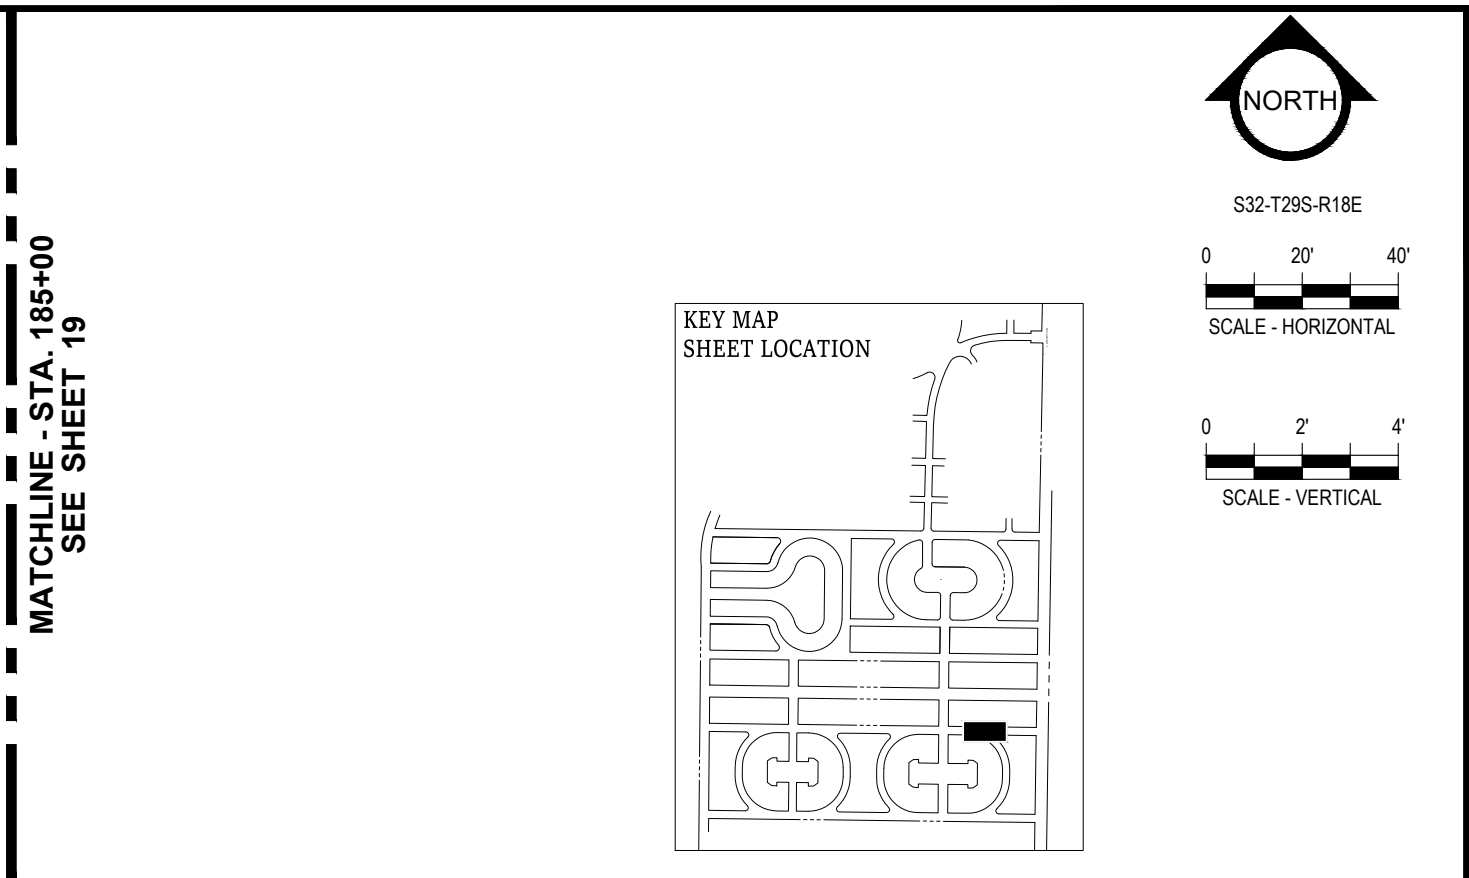 MATCHLINE - STA. 185+00
SEE SHEET 19
KEY MAP
SHEET LOCATION
NORTH
S32-T29S-R18E
0 20' 40'
SCALE - HORIZONTAL
0 2' 4'
SCALE - VERTICAL